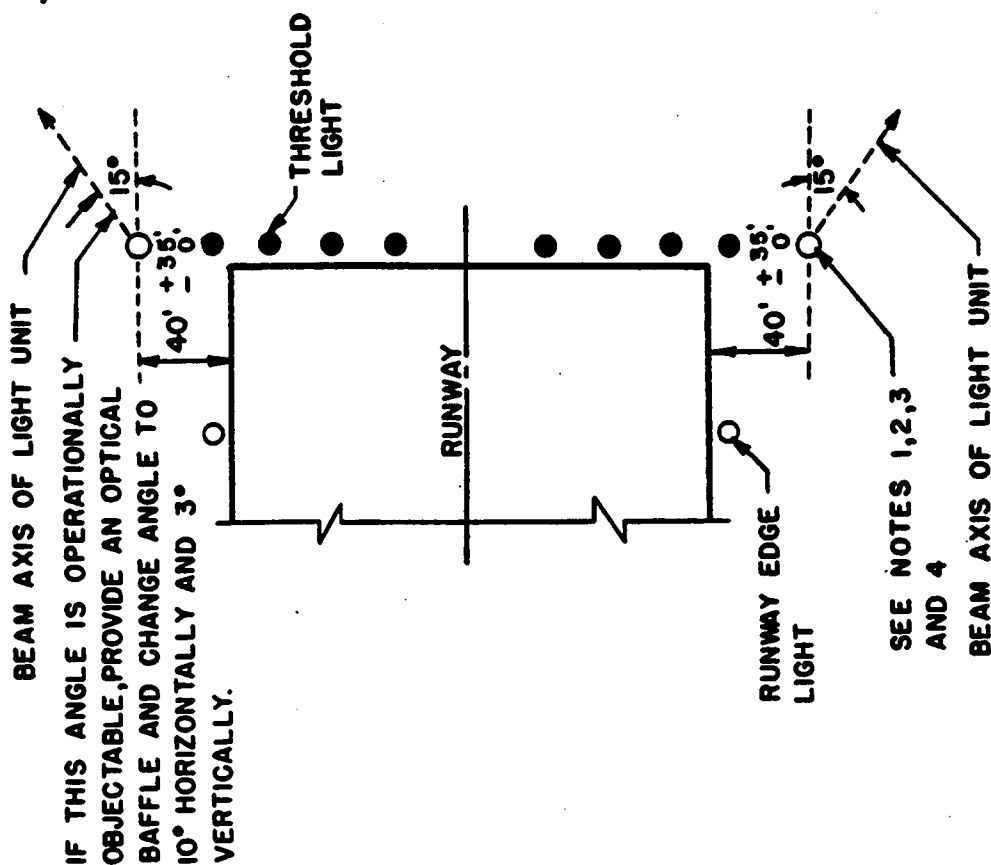 BEAM AXIS OF LIGHT UNIT
IF THIS ANGLE IS OPERATIONALLY
OBJECTABLE,PROVIDE AN OPTICAL
BAFFLE AND CHANGE ANGLE TO
10° HORIZONTALLY AND 3°
VERTICALLY.
15°
40' +35'
- 0'
THRESHOLD
LIGHT
RUNWAY
40' +35'
- 0'
15°
RUNWAY EDGE
LIGHT
SEE NOTES 1,2,3
AND 4
BEAM AXIS OF LIGHT UNIT